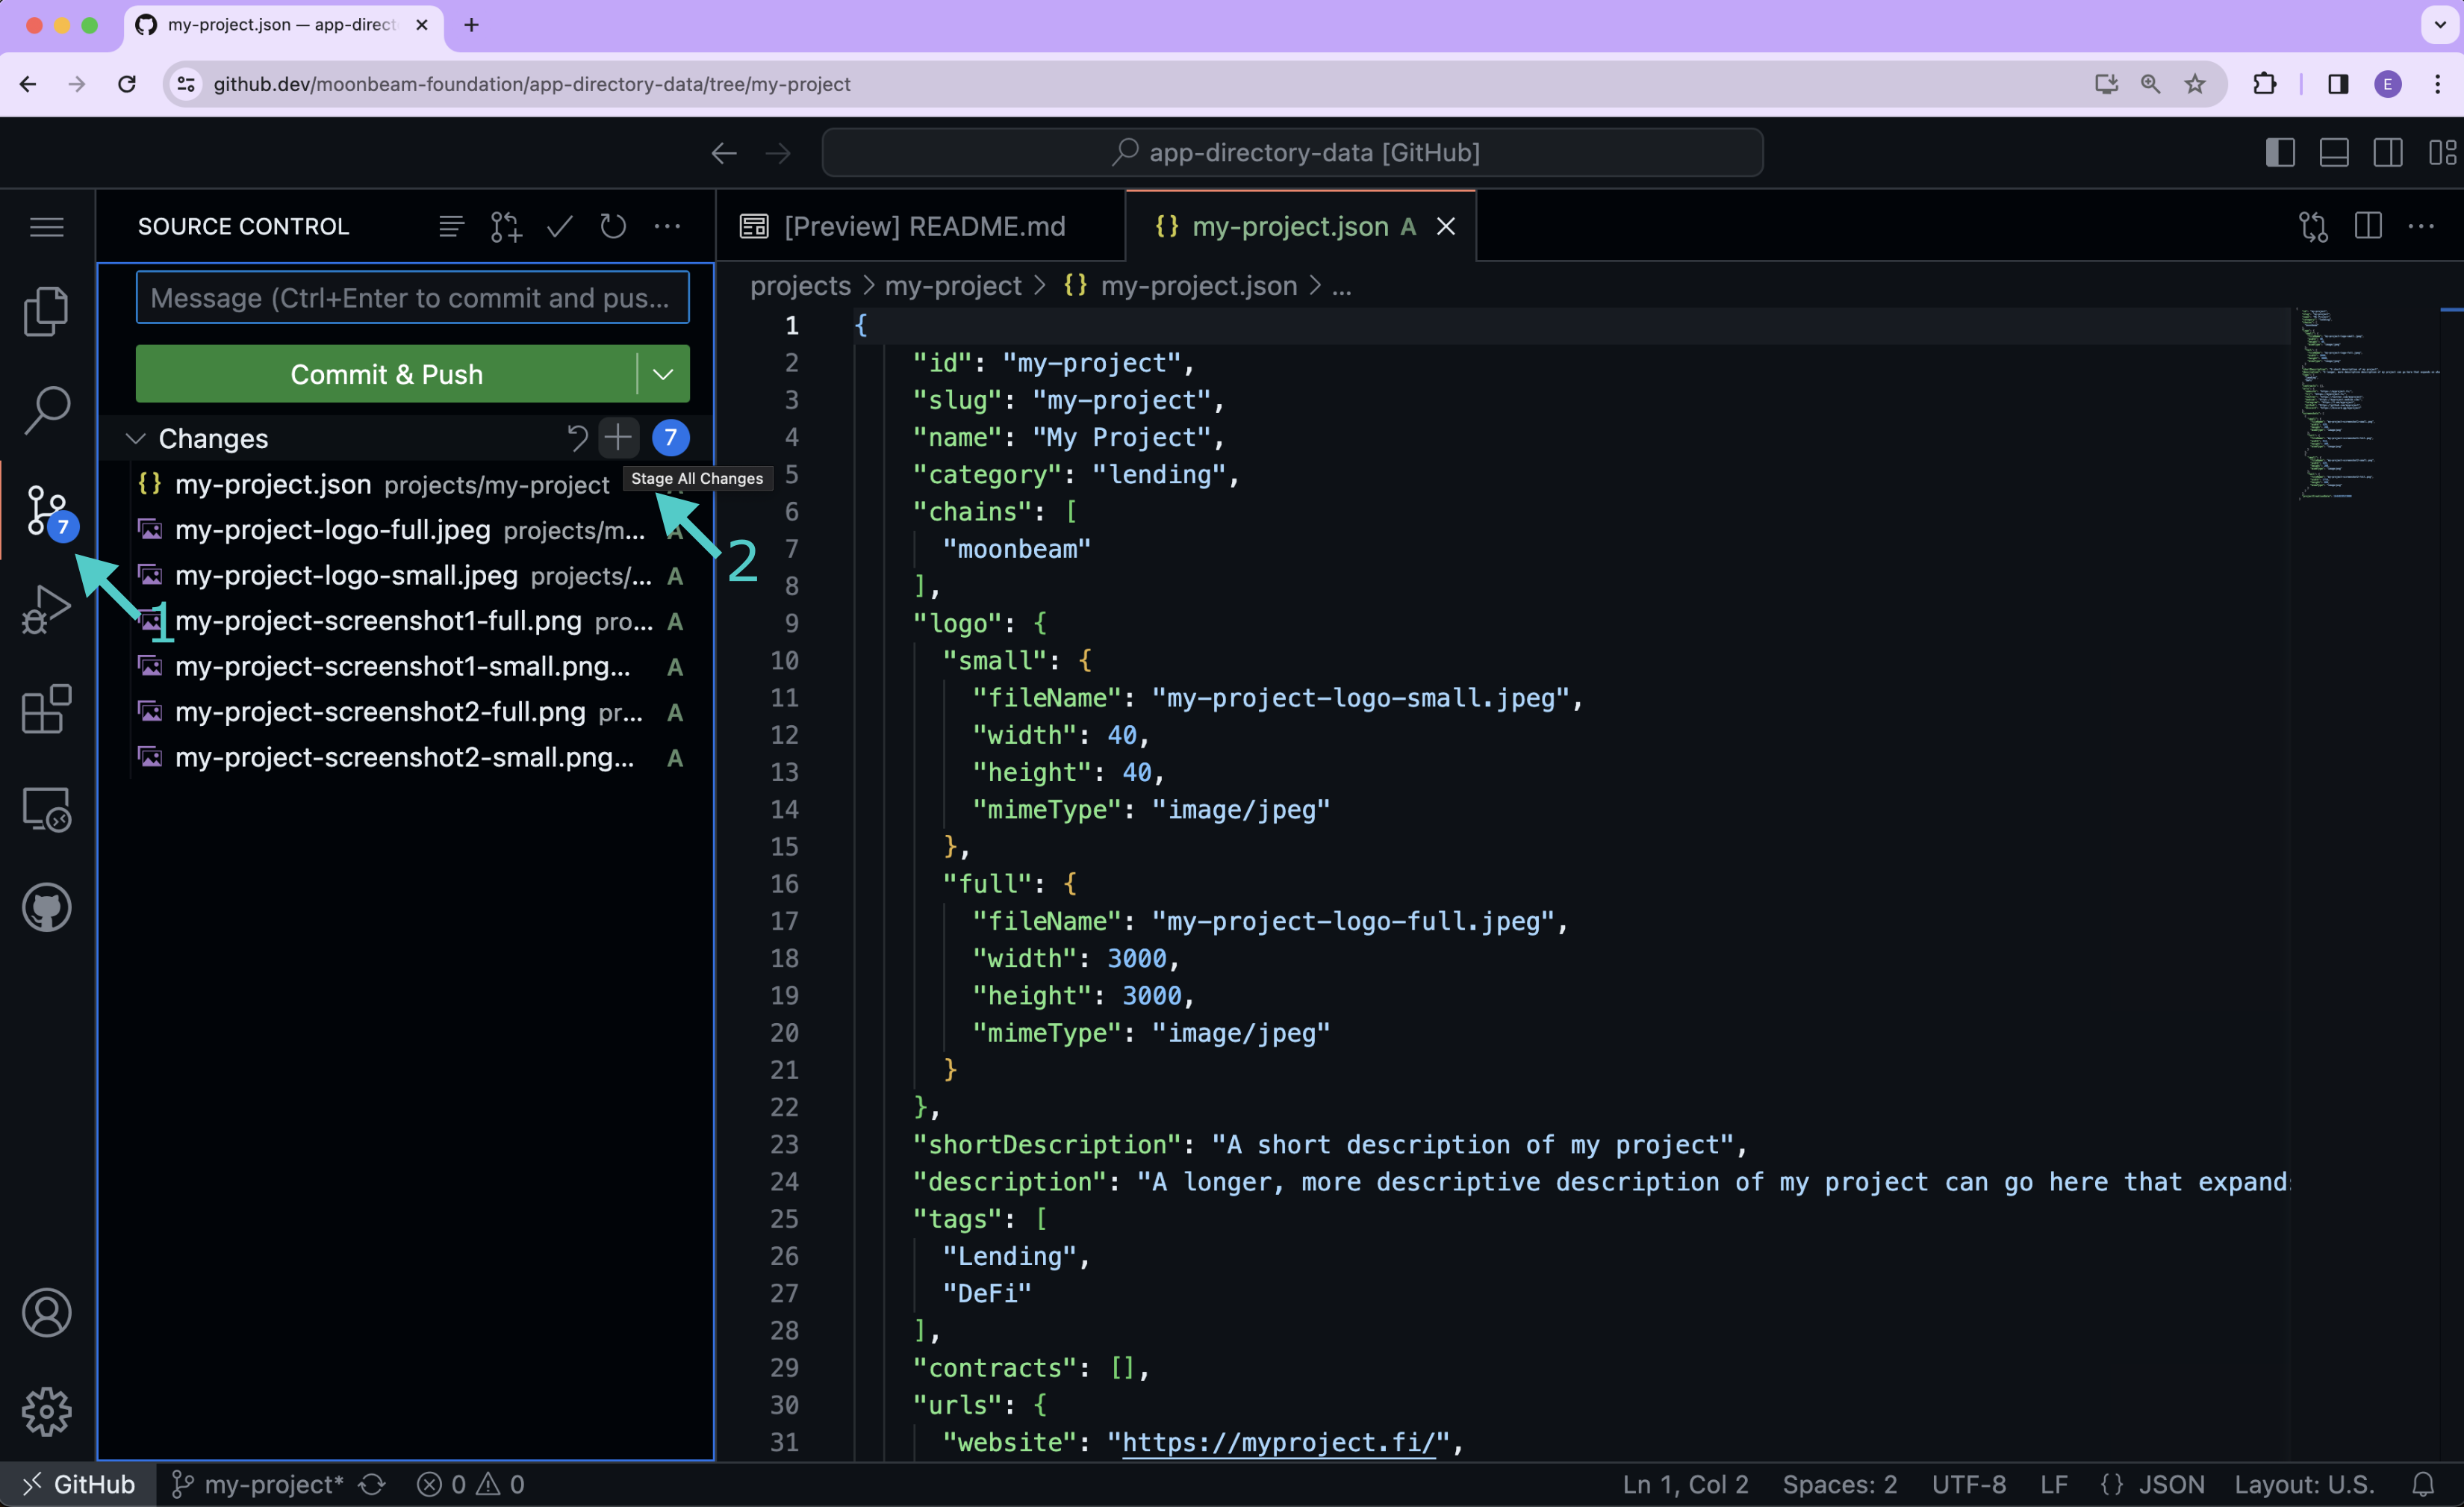 my-project.json — app-direct
github.dev/moonbeam-foundation/app-directory-data/tree/my-project
E
app-directory-data [GitHub]
SOURCE CONTROL
[Preview] README.md
{} my-project.json A
Message (Ctrl+Enter to commit and pus...
projects > my-project > {} my-project.json > ...
Commit & Push
Changes 7
Stage All Changes
{} my-project.json projects/my-project
my-project-logo-full.jpeg projects/m... A
my-project-logo-small.jpeg projects/... A
my-project-screenshot1-full.png pro... A
my-project-screenshot1-small.png... A
my-project-screenshot2-full.png pr... A
my-project-screenshot2-small.png... A
7
1
2
1 {
2 "id": "my-project",
3 "slug": "my-project",
4 "name": "My Project",
5 "category": "lending",
6 "chains": [
7 "moonbeam"
8 ],
9 "logo": {
10 "small": {
11 "fileName": "my-project-logo-small.jpeg",
12 "width": 40,
13 "height": 40,
14 "mimeType": "image/jpeg"
15 },
16 "full": {
17 "fileName": "my-project-logo-full.jpeg",
18 "width": 3000,
19 "height": 3000,
20 "mimeType": "image/jpeg"
21 }
22 },
23 "shortDescription": "A short description of my project",
24 "description": "A longer, more descriptive description of my project can go here that expand
25 "tags": [
26 "Lending",
27 "DeFi"
28 ],
29 "contracts": [],
30 "urls": {
31 "website": "https://myproject.fi/",
GitHub my-project* 0 0 Ln 1, Col 2 Spaces: 2 UTF-8 LF {} JSON Layout: U.S.